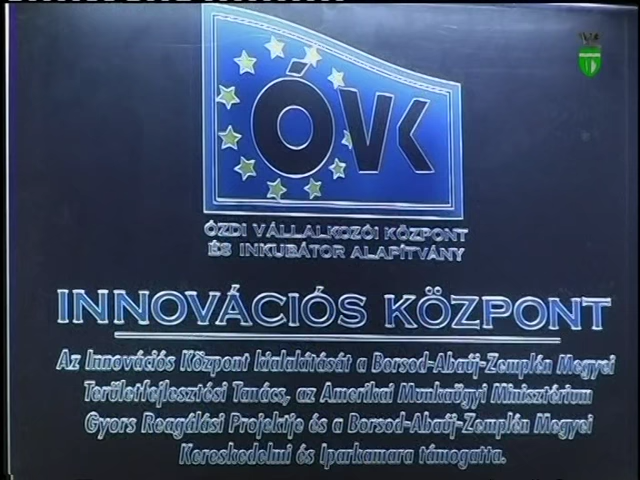 ÓVK
ÓZDI VÁLLALKOZÓI KÖZPONT
ÉS INKUBÁTOR ALAPÍTVÁNY
INNOVÁCIÓS KÖZPONT
Az Innovációs Központ kialakítását a Borsod-Abaúj-Zemplén Megyei
Területfejlesztési Tanács, az Amerikai Munkaügyi Minisztérium
Gyors Reagálási Projektje és a Borsod-Abaúj-Zemplén Megyei
Kereskedelmi és Iparkamara támogatta.